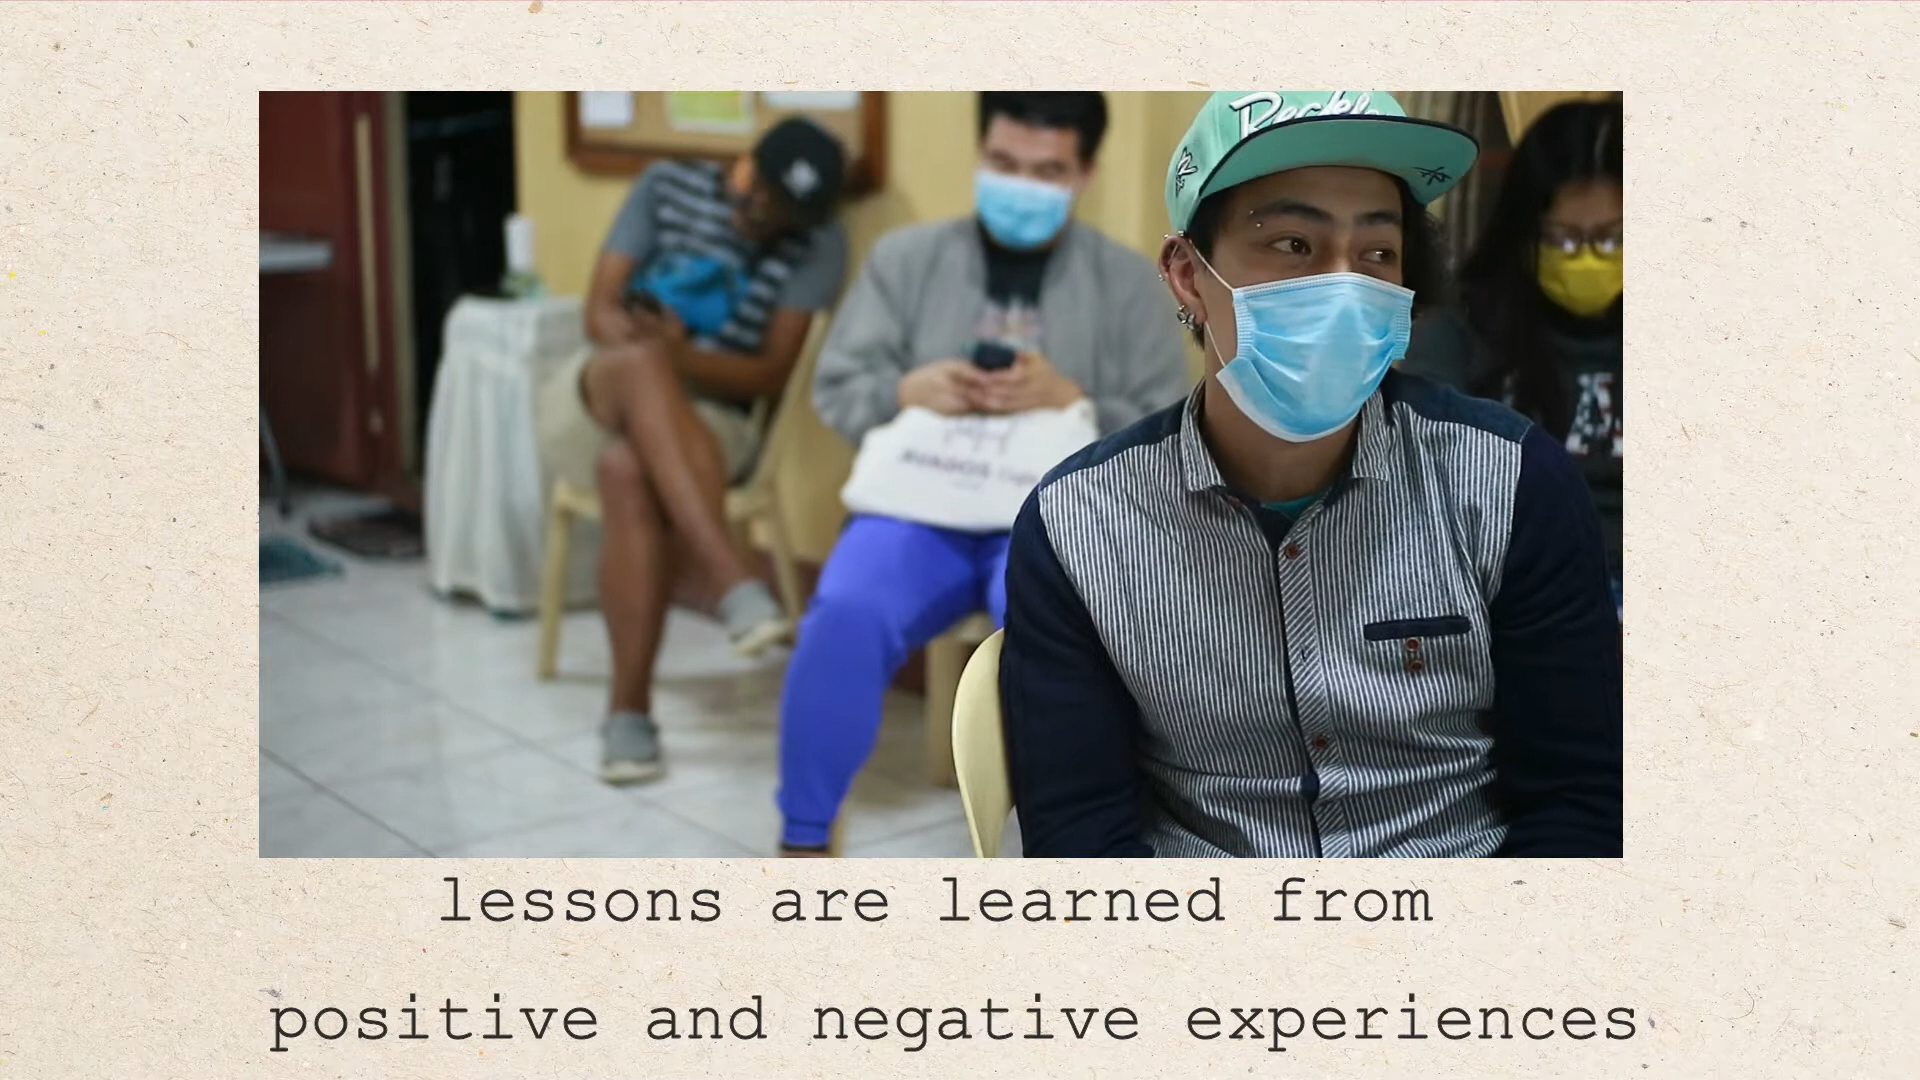 lessons are learned from
positive and negative experiences